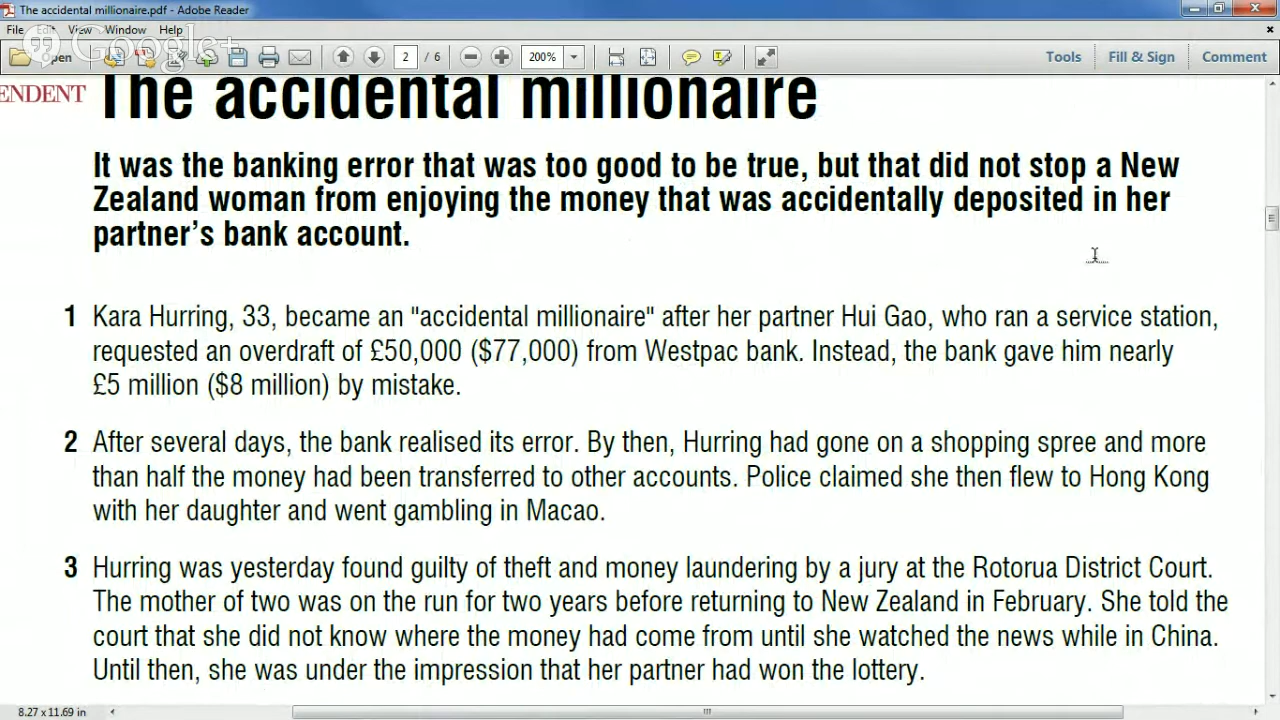 The accidental millionaire.pdf - Adobe Reader
File Edit View Window Help
Google+
Open 2 / 6 200% Tools Fill & Sign Comment
ENDENT The accidental millionaire
It was the banking error that was too good to be true, but that did not stop a New
Zealand woman from enjoying the money that was accidentally deposited in her
partner's bank account.
1 Kara Hurring, 33, became an "accidental millionaire" after her partner Hui Gao, who ran a service station,
requested an overdraft of £50,000 ($77,000) from Westpac bank. Instead, the bank gave him nearly
£5 million ($8 million) by mistake.
2 After several days, the bank realised its error. By then, Hurring had gone on a shopping spree and more
than half the money had been transferred to other accounts. Police claimed she then flew to Hong Kong
with her daughter and went gambling in Macao.
3 Hurring was yesterday found guilty of theft and money laundering by a jury at the Rotorua District Court.
The mother of two was on the run for two years before returning to New Zealand in February. She told the
court that she did not know where the money had come from until she watched the news while in China.
Until then, she was under the impression that her partner had won the lottery.
8.27 x 11.69 in